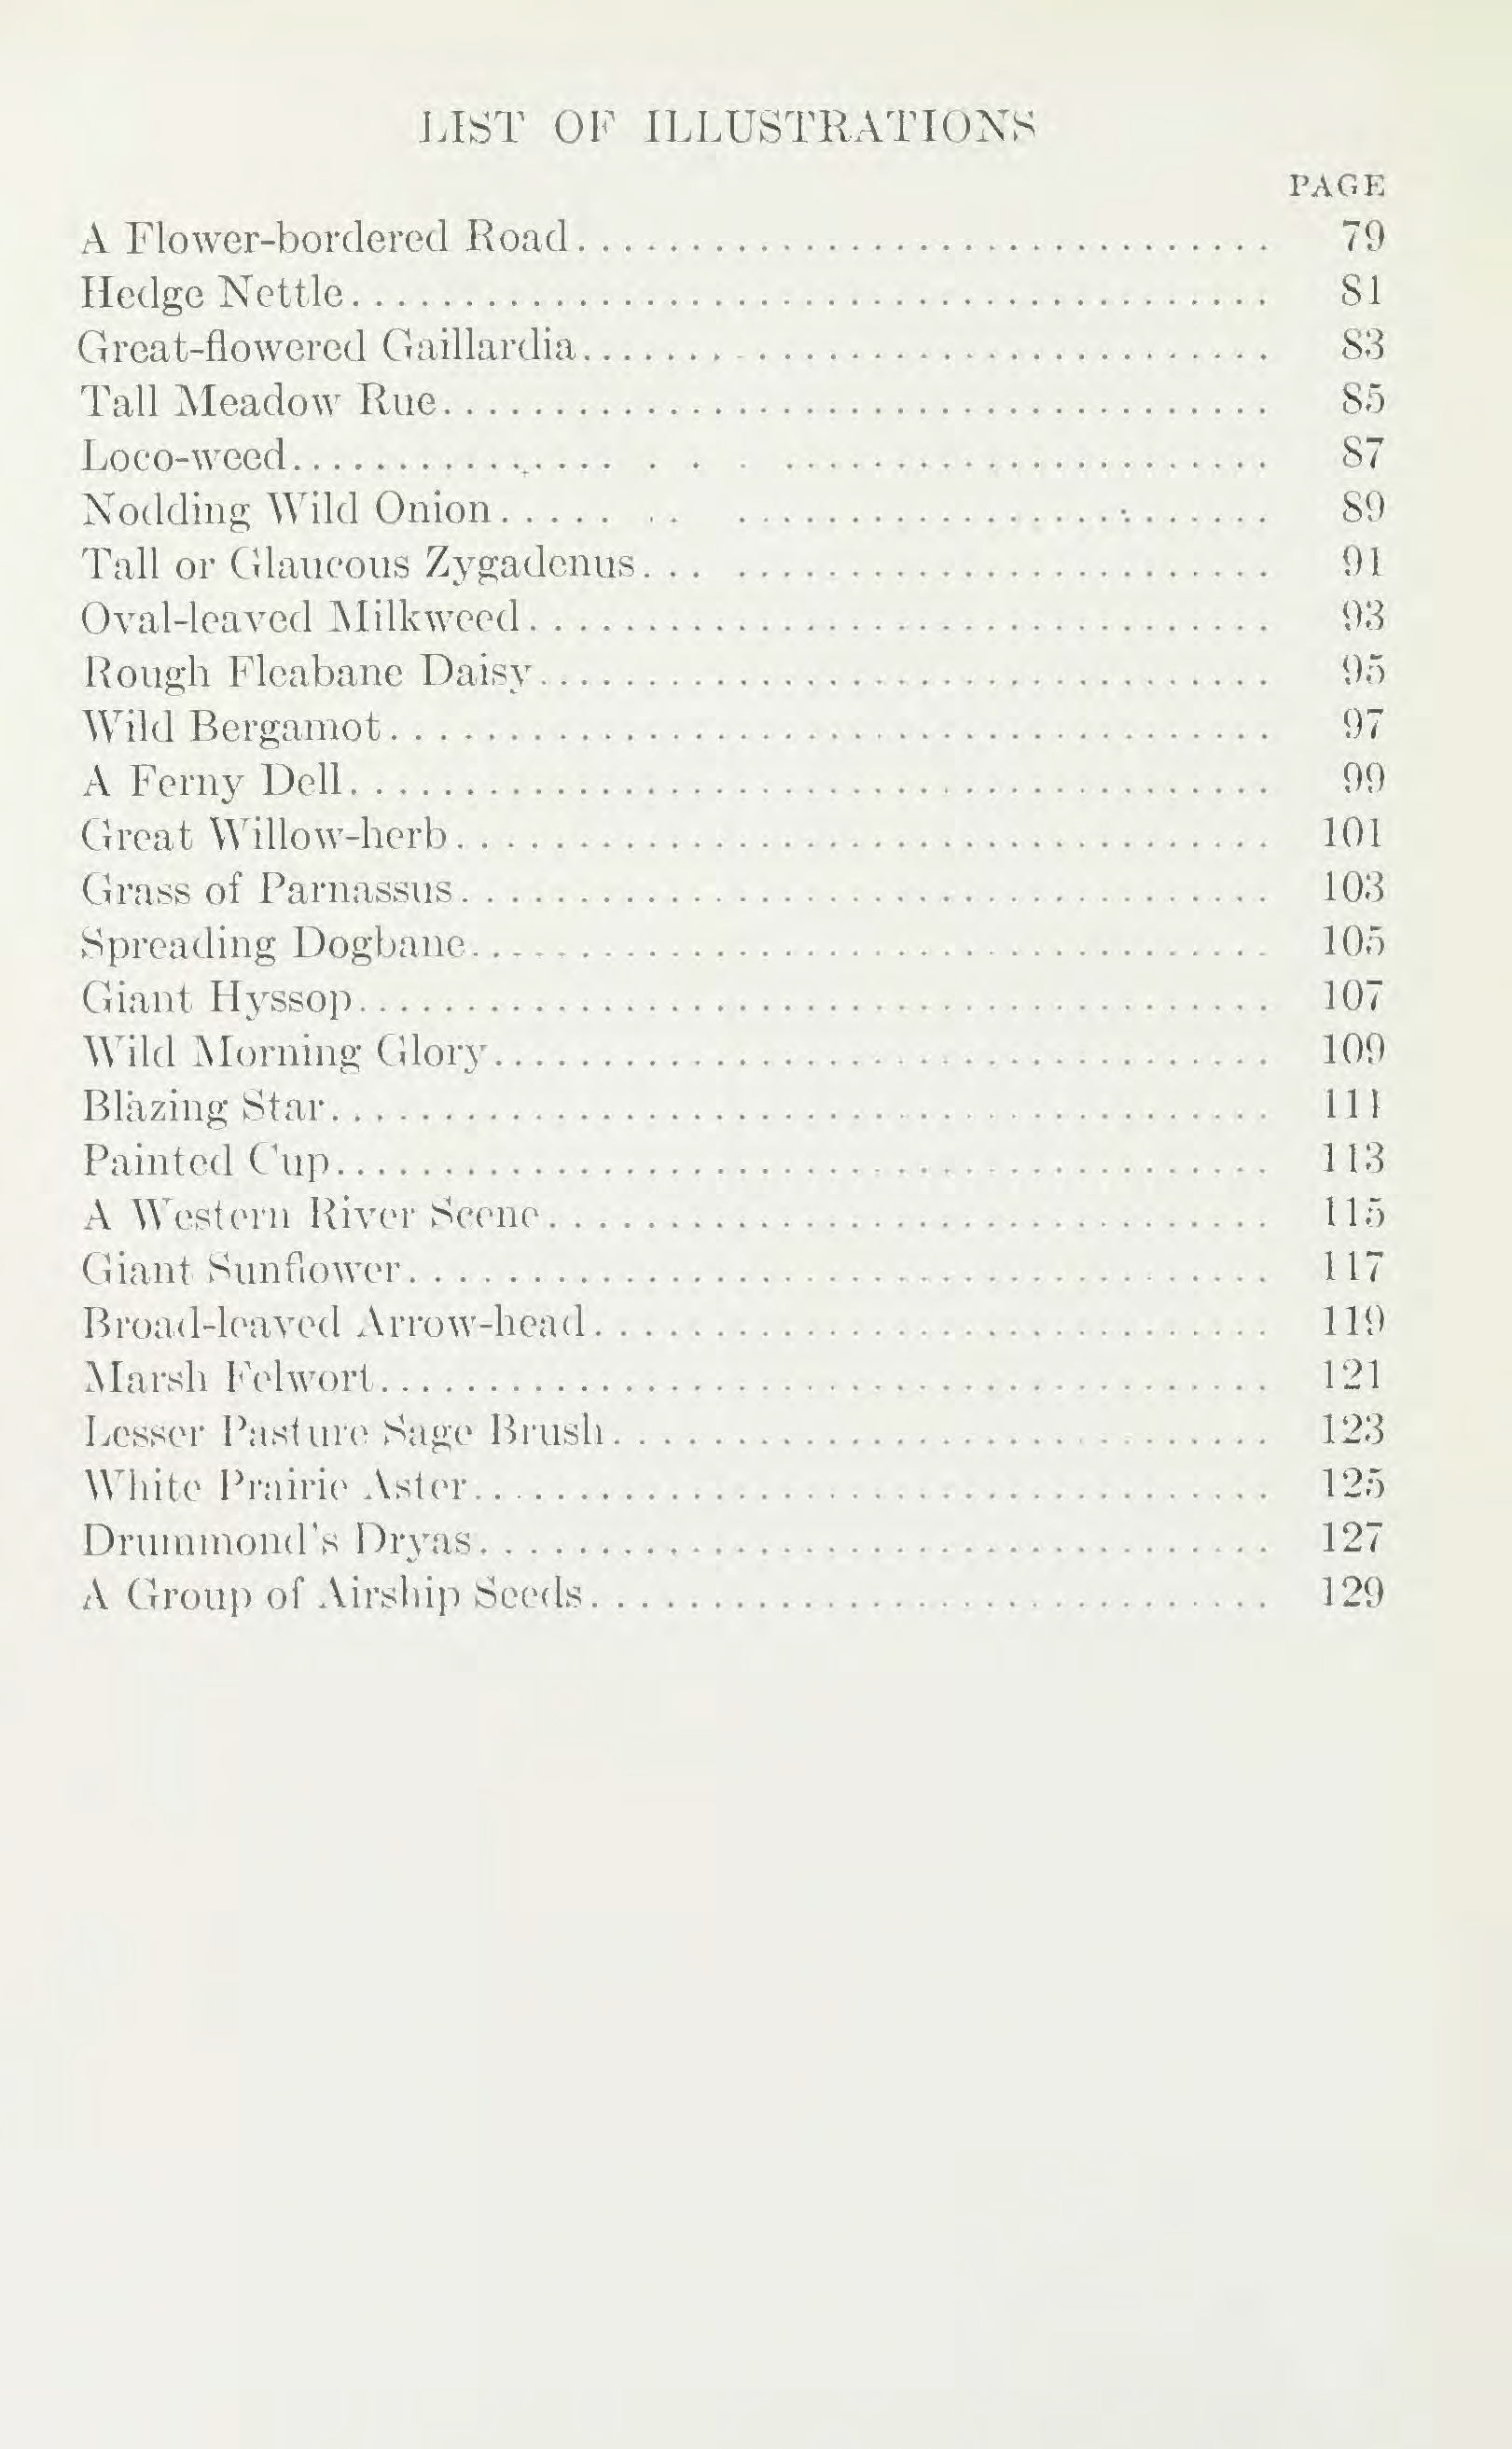 LIST OF ILLUSTRATIONS
PAGE
A Flower-bordered Road.............................. 79
Hedge Nettle........................................ 81
Great-flowered Gaillardia............................ 83
Tall Meadow Rue.................................... 85
Loco-weed.......................................... 87
Nodding Wild Onion................................. 89
Tall or Glaucous Zygadenus.......................... 91
Oval-leaved Milkweed................................ 93
Rough Fleabane Daisy................................ 95
Wild Bergamot...................................... 97
A Ferny Dell........................................ 99
Great Willow-herb................................... 101
Grass of Parnassus................................... 103
Spreading Dogbane.................................. 105
Giant Hyssop....................................... 107
Wild Morning Glory................................. 109
Blazing Star......................................... 111
Painted Cup........................................ 113
A Western River Scene............................... 115
Giant Sunflower..................................... 117
Broad-leaved Arrow-head............................. 119
Marsh Felwort...................................... 121
Lesser Pasture Sage Brush............................ 123
White Prairie Aster................................... 125
Drummond's Dryas.................................. 127
A Group of Airship Seeds............................. 129